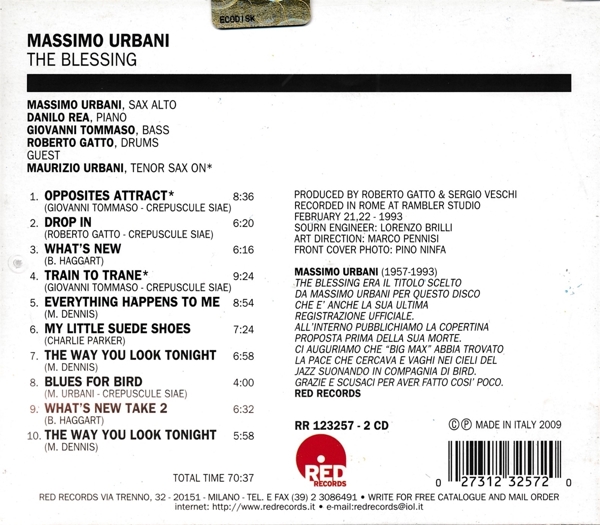 ECODISK
MASSIMO URBANI
THE BLESSING
MASSIMO URBANI, SAX ALTO
DANILO REA, PIANO
GIOVANNI TOMMASO, BASS
ROBERTO GATTO, DRUMS
GUEST
MAURIZIO URBANI, TENOR SAX ON*
1. OPPOSITES ATTRACT* 8:36
(GIOVANNI TOMMASO - CREPUSCULE SIAE)
2. DROP IN 6:20
(ROBERTO GATTO - CREPUSCULE SIAE)
3. WHAT'S NEW 6:16
(B. HAGGART)
4. TRAIN TO TRANE* 9:24
(GIOVANNI TOMMASO - CREPUSCULE SIAE)
5. EVERYTHING HAPPENS TO ME 8:54
(M. DENNIS)
6. MY LITTLE SUEDE SHOES 7:24
(CHARLIE PARKER)
7. THE WAY YOU LOOK TONIGHT 6:58
(M. DENNIS)
8. BLUES FOR BIRD 4:00
(M. URBANI - CREPUSCULE SIAE)
9. WHAT'S NEW TAKE 2 6:32
(B. HAGGART)
10. THE WAY YOU LOOK TONIGHT 5:58
(M. DENNIS)
TOTAL TIME 70:37
PRODUCED BY ROBERTO GATTO & SERGIO VESCHI
RECORDED IN ROME AT RAMBLER STUDIO
FEBRUARY 21,22 - 1993
SOURN ENGINEER: LORENZO BRILLI
ART DIRECTION: MARCO PENNISI
FRONT COVER PHOTO: PINO NINFA
MASSIMO URBANI (1957-1993)
THE BLESSING ERA IL TITOLO SCELTO
DA MASSIMO URBANI PER QUESTO DISCO
CHE E' ANCHE LA SUA ULTIMA
REGISTRAZIONE UFFICIALE.
ALL'INTERNO PUBBLICHIAMO LA COPERTINA
PROPOSTA PRIMA DELLA SUA MORTE.
CI AUGURIAMO CHE "BIG MAX" ABBIA TROVATO
LA PACE CHE CERCAVA E VAGHI NEI CIELI DEL
JAZZ SUONANDO IN COMPAGNIA DI BIRD.
GRAZIE E SCUSACI PER AVER FATTO COSI' POCO.
RED RECORDS
RR 123257 - 2 CD
Ⓒ Ⓟ MADE IN ITALY 2009
RED
RECORDS
0 27312 32572 0
RED RECORDS VIA TRENNO, 32 - 20151 - MILANO - TEL. E FAX (39) 2 3086491 • WRITE FOR FREE CATALOGUE AND MAIL ORDER
internet: http/www.redrecords.it • e-mail:redrecords@iol.it